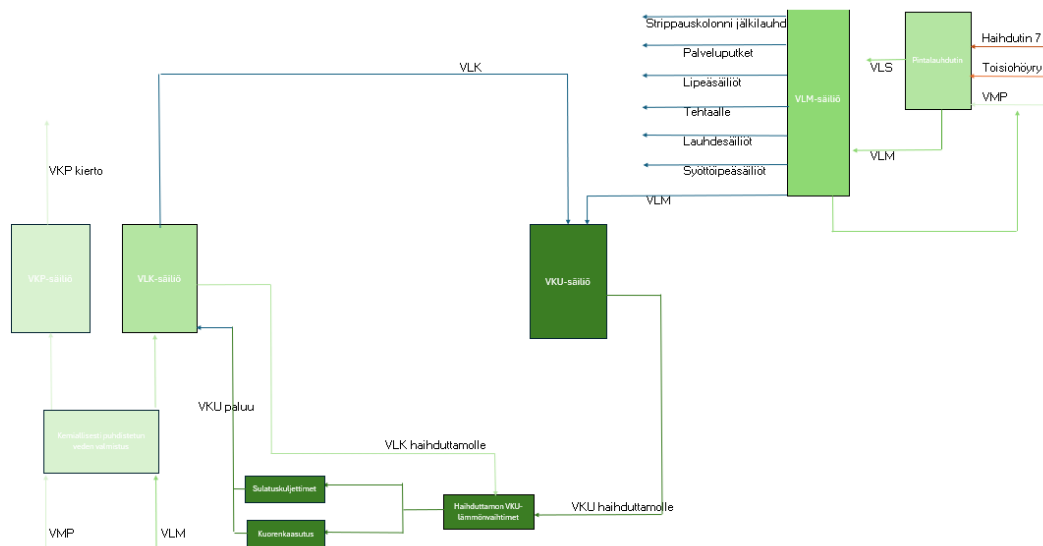 Strippauskolonni jälkilauhd
Haihdutin 7
Palveluputket
VLK
VLS
Pintalauhdutin
Toisiohöyry
Lipeäsäiliöt
VLM-säiliö
VMP
Tehtaalle
Lauhdesäiliöt
VLM
VKP kierto
Syöttöipeäsäiliöt
VLM
VKP-säiliö
VLK-säiliö
VKU-säiliö
VKU paluu
VLK haihduttamolle
Sulatuskuljettimet
Haihduttamon VKU-
lämmönvaihtimet
VKU haihduttamolle
Kuorenkaasutus
VMP
VLM